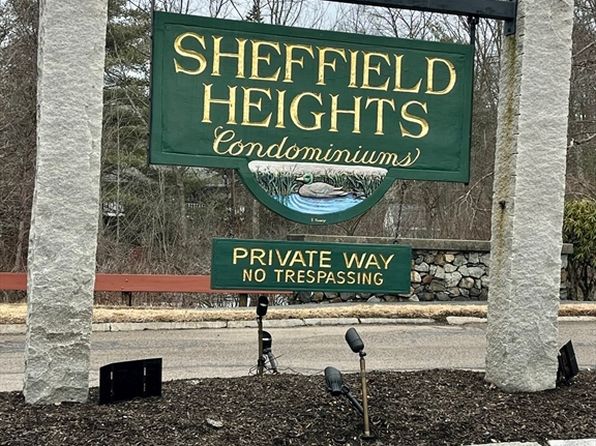 SHEFFIELD
HEIGHTS
Condominiums
PRIVATE WAY
NO TRESPASSING